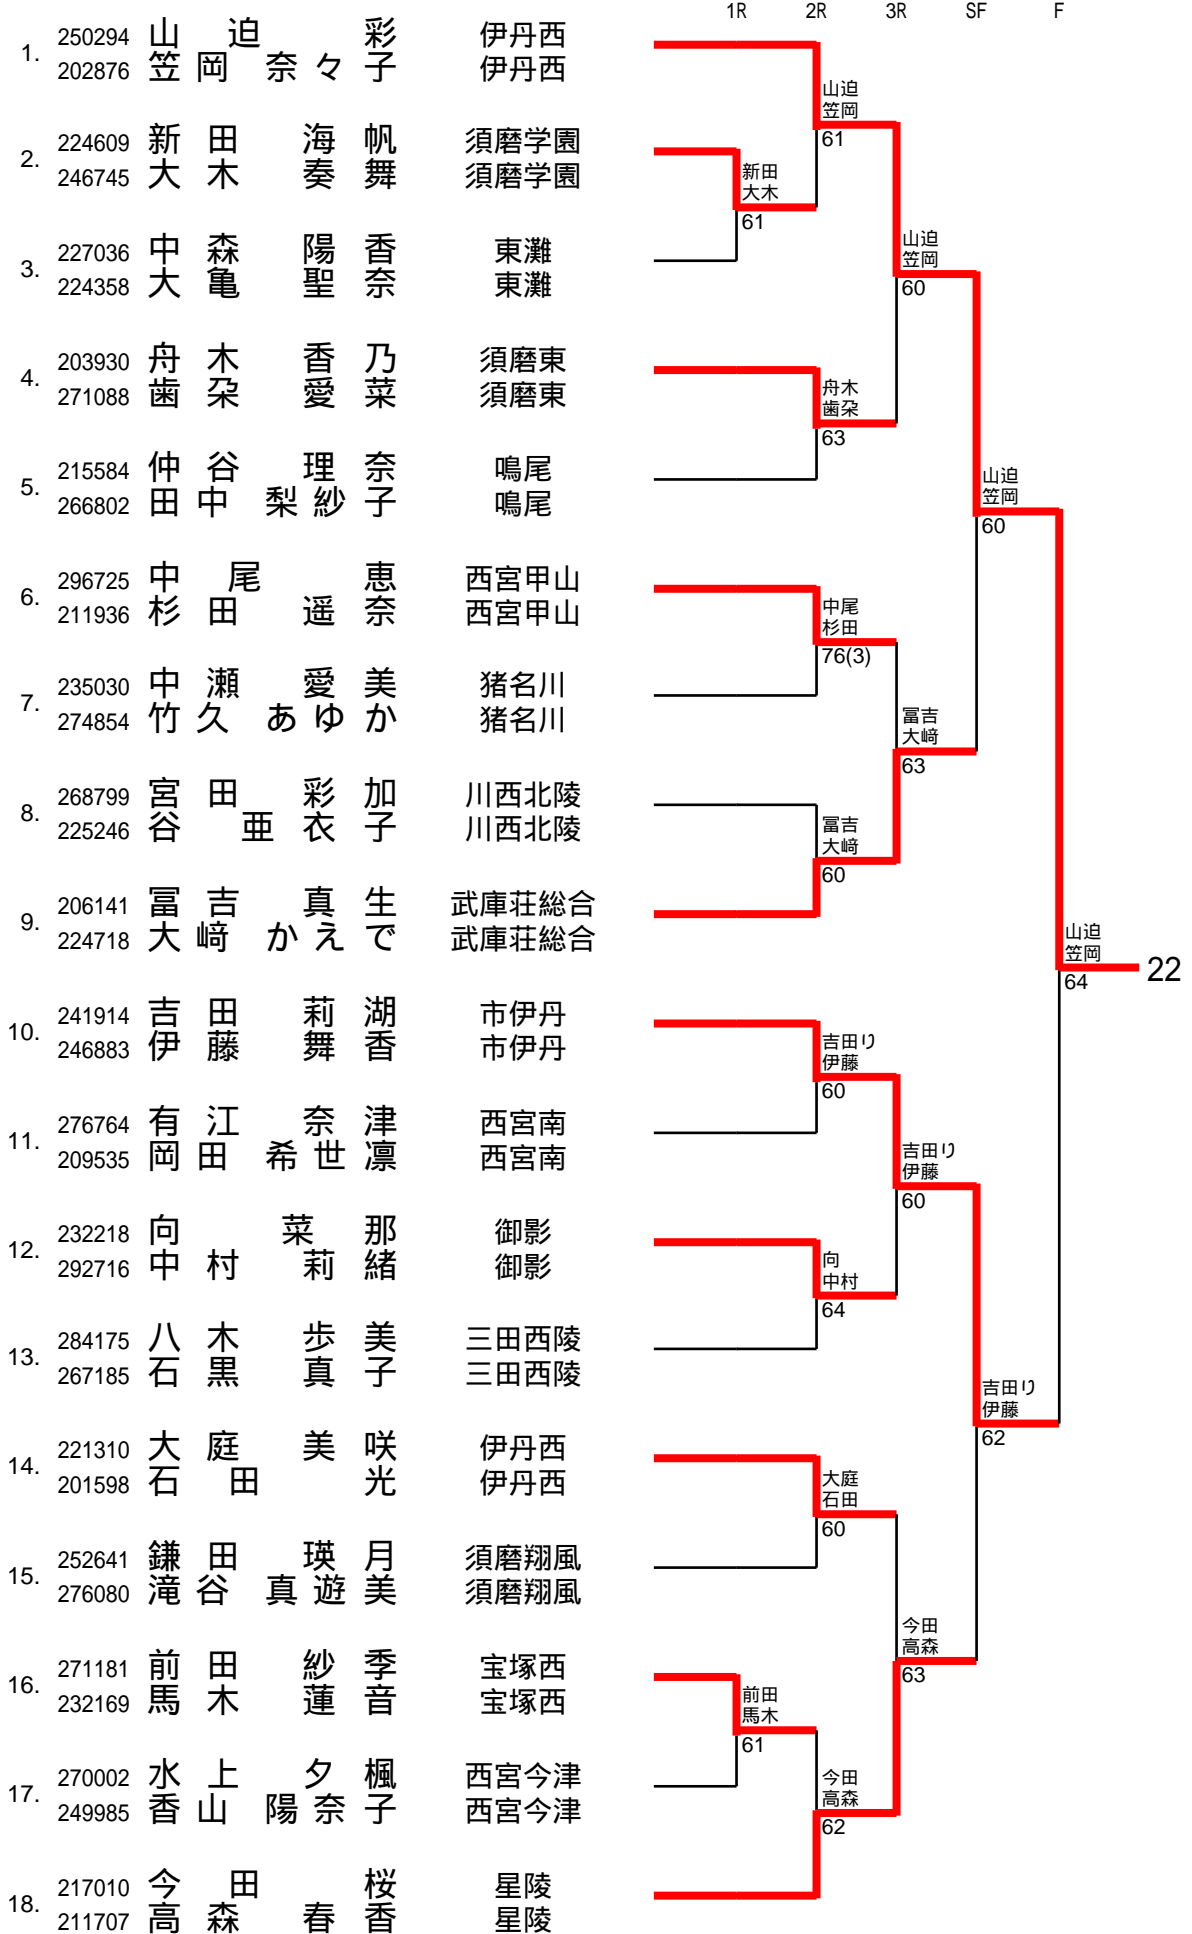 1R 2R 3R SF F
1. 250294 山迫 彩 伊丹西
202876 笠岡 奈々子 伊丹西
2. 224609 新田 海帆 須磨学園
246745 大木 奏舞 須磨学園
3. 227036 中森 陽香 東灘
224358 大亀 聖奈 東灘
4. 203930 舟木 香乃 須磨東
271088 歯朶 愛菜 須磨東
5. 215584 仲谷 理奈 鳴尾
266802 田中 梨紗子 鳴尾
6. 296725 中尾 恵 西宮甲山
211936 杉田 遥奈 西宮甲山
7. 235030 中瀬 愛美 猪名川
274854 竹久 あゆか 猪名川
8. 268799 宮田 彩加 川西北陵
225246 谷 亜衣子 川西北陵
9. 206141 冨吉 真生 武庫荘総合
224718 大﨑 かえで 武庫荘総合
10. 241914 吉田 莉湖 市伊丹
246883 伊藤 舞香 市伊丹
11. 276764 有江 奈津 西宮南
209535 岡田 希世凛 西宮南
12. 232218 向 菜那 御影
292716 中村 莉緒 御影
13. 284175 八木 歩美 三田西陵
267185 石黒 真子 三田西陵
14. 221310 大庭 美咲 伊丹西
201598 石田 光 伊丹西
15. 252641 鎌田 瑛月 須磨翔風
276080 滝谷 真遊美 須磨翔風
16. 271181 前田 紗季 宝塚西
232169 馬木 蓮音 宝塚西
17. 270002 水上 夕楓 西宮今津
249985 香山 陽奈子 西宮今津
18. 217010 今田 桜 星陵
211707 高森 春香 星陵
新田
大木
61
前田
馬木
61
山迫
笠岡
61
舟木
歯朶
63
中尾
杉田
76(3)
冨吉
大﨑
60
吉田り
伊藤
60
向
中村
64
大庭
石田
60
今田
高森
62
山迫
笠岡
60
冨吉
大﨑
63
吉田り
伊藤
60
今田
高森
63
山迫
笠岡
60
吉田り
伊藤
62
山迫
笠岡
64
22